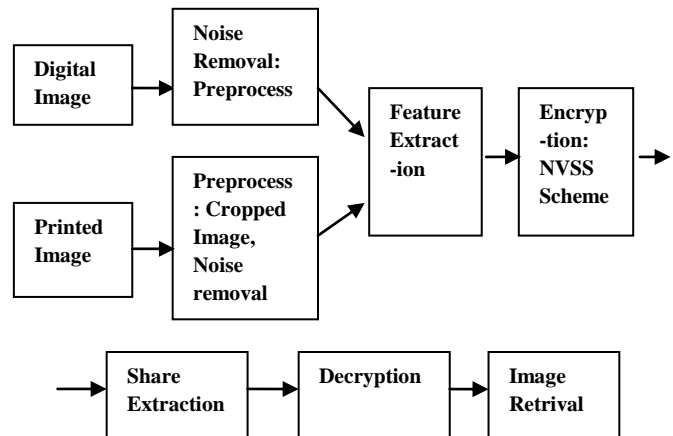 Digital
Image
Noise
Removal:
Preprocess
Printed
Image
Preprocess
: Cropped
Image,
Noise
removal
Feature
Extract
-ion
Encryp
-tion:
NVSS
Scheme
Share
Extraction
Decryption
Image
Retrival